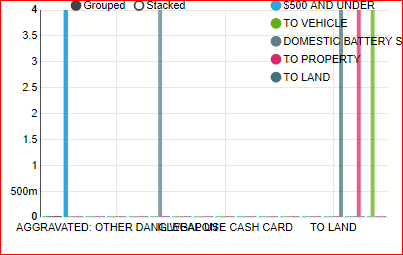 Grouped Stacked
$500 AND UNDER
TO VEHICLE
DOMESTIC BATTERY S
TO PROPERTY
TO LAND
4
3.5
3
2.5
2
1.5
1
500m
0
AGGRAVATED: OTHER DANG WEAPON ILLEGAL USE CASH CARD TO LAND